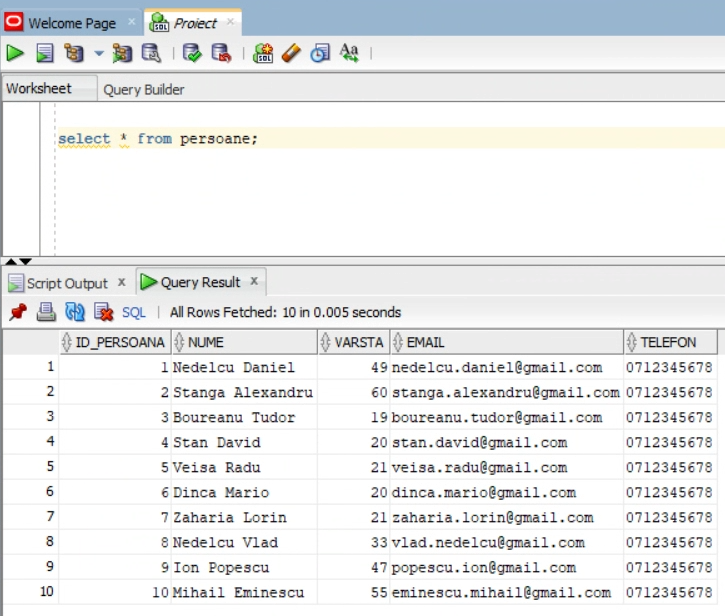 Welcome Page Proiect
Worksheet Query Builder
select * from persoane;
Script Output x Query Result x
SQL | All Rows Fetched: 10 in 0.005 seconds
ID_PERSOANA NUME VARSTA EMAIL TELEFON
1 1 Nedelcu Daniel 49 nedelcu.daniel@gmail.com 0712345678
2 2 Stanga Alexandru 60 stanga.alexandru@gmail.com 0712345678
3 3 Boureanu Tudor 19 boureanu.tudor@gmail.com 0712345678
4 4 Stan David 20 stan.david@gmail.com 0712345678
5 5 Veisa Radu 21 veisa.radu@gmail.com 0712345678
6 6 Dinca Mario 20 dinca.mario@gmail.com 0712345678
7 7 Zaharia Lorin 21 zaharia.lorin@gmail.com 0712345678
8 8 Nedelcu Vlad 33 vlad.nedelcu@gmail.com 0712345678
9 9 Ion Popescu 47 popescu.ion@gmail.com 0712345678
10 10 Mihail Eminescu 55 eminescu.mihail@gmail.com 0712345678